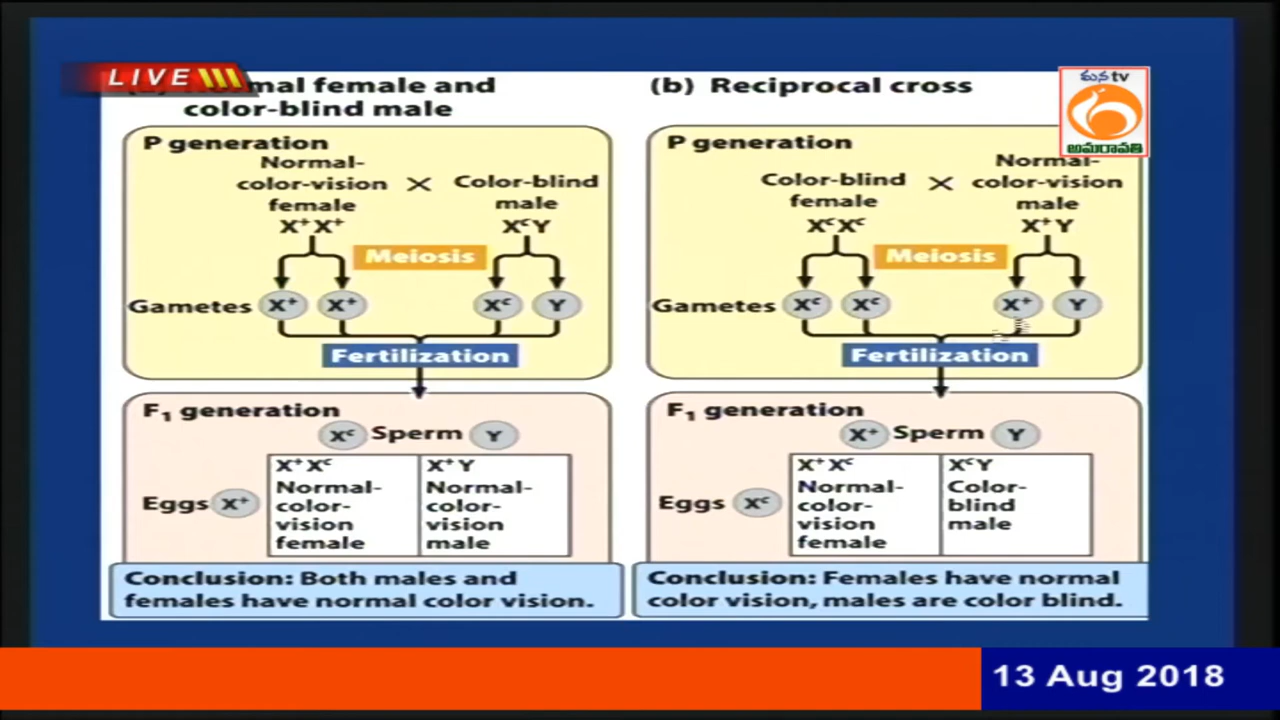 LIVE
female and
color-blind male
P generation
Normal-
color-vision × Color-blind
female male
X⁺X⁺ XᶜY
Meiosis
Gametes X⁺ X⁺ Xᶜ Y
Fertilization
F₁ generation
Xᶜ Sperm Y
X⁺Xᶜ X⁺Y
Normal- Normal-
Eggs X⁺ color- color-
vision vision
female male
Conclusion: Both males and
females have normal color vision.
(b) Reciprocal cross
P generation
Normal-
Color-blind × color-vision
female male
XᶜXᶜ X⁺Y
Meiosis
Gametes Xᶜ Xᶜ X⁺ Y
Fertilization
F₁ generation
X⁺ Sperm Y
X⁺Xᶜ XᶜY
Normal- Color-
Eggs Xᶜ color- blind
vision male
female
Conclusion: Females have normal
color vision, males are color blind.
మన tv
అమరావతి
13 Aug 2018